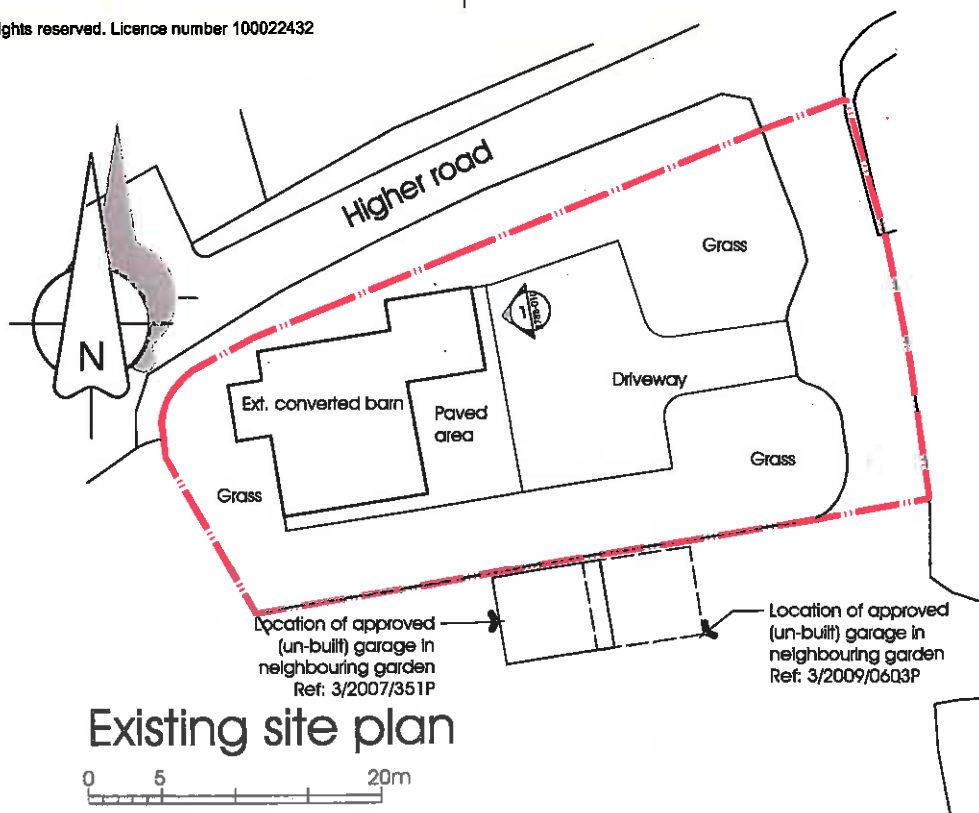 ights reserved. Licence number 100022432
Higher road
Grass
N
Ext. converted barn
Paved
area
Driveway
Grass
Grass
Location of approved
(un-built) garage in
neighbouring garden
Ref: 3/2007/351P
Location of approved
(un-built) garage in
neighbouring garden
Ref: 3/2009/0603P
Existing site plan
0 5 20m